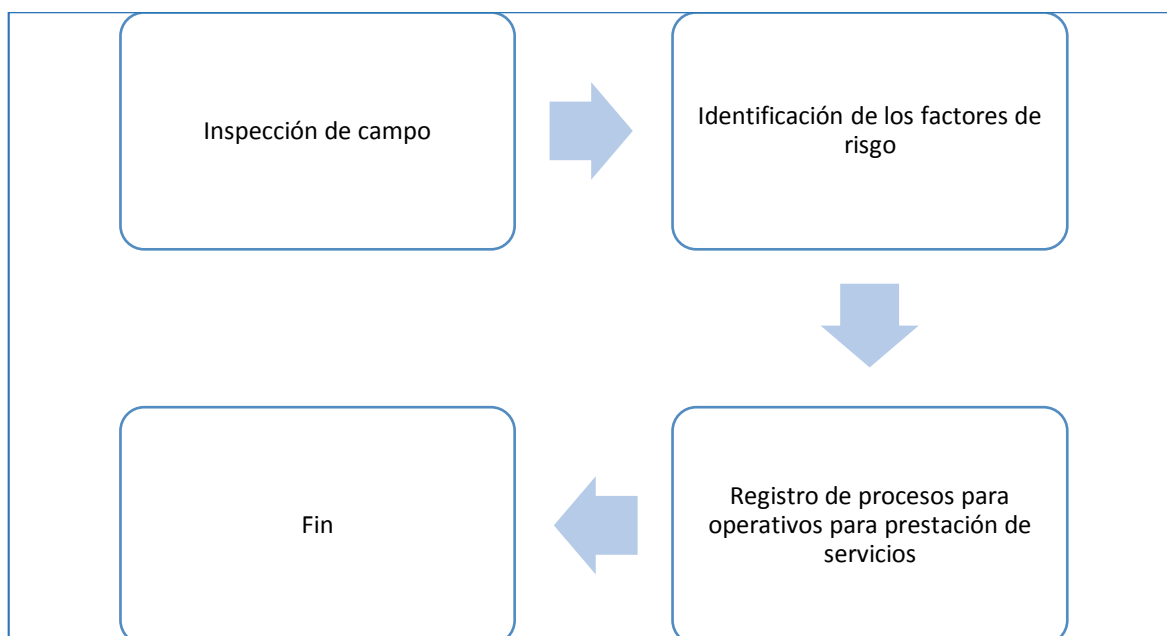 Inspección de campo
Identificación de los factores de
risgo
Registro de procesos para
operativos para prestación de
servicios
Fin